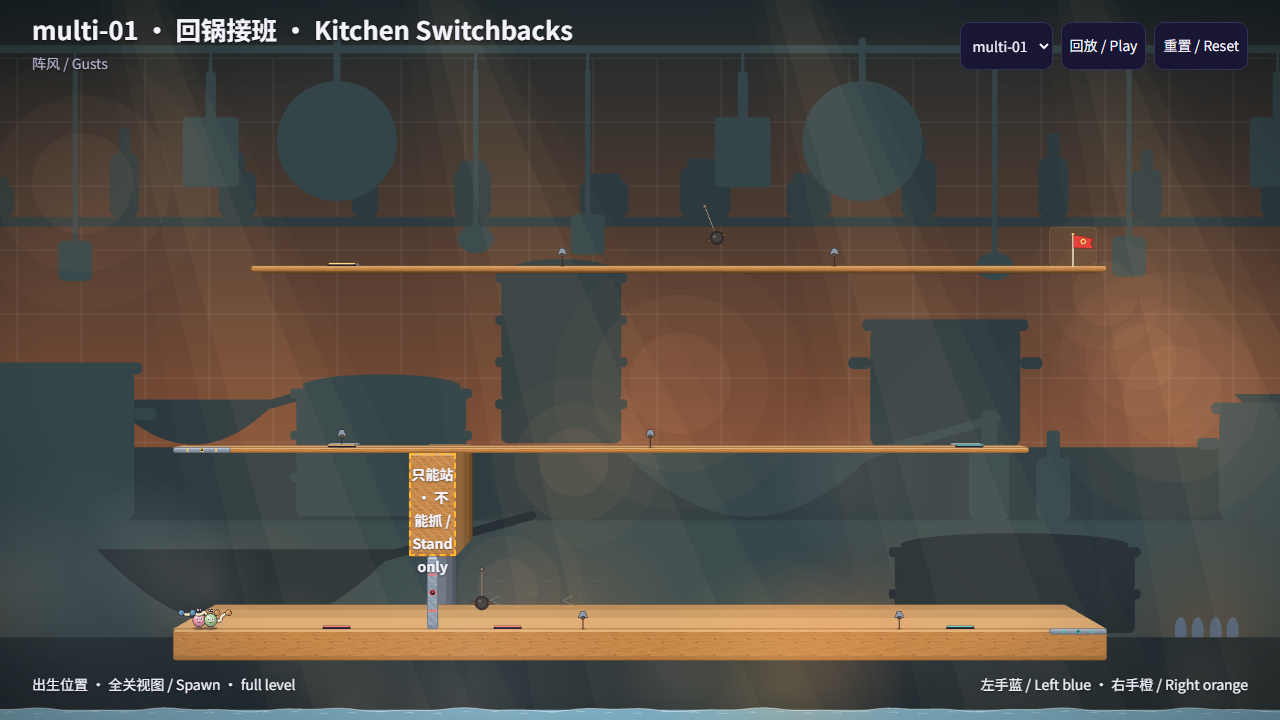 multi-01 · 回锅接班 · Kitchen Switchbacks
阵风 / Gusts
multi-01
回放 / Play
重置 / Reset
只能站
· 不
能抓 /
Stand
only
出生位置 · 全关视图 / Spawn · full level
左手蓝 / Left blue · 右手橙 / Right orange